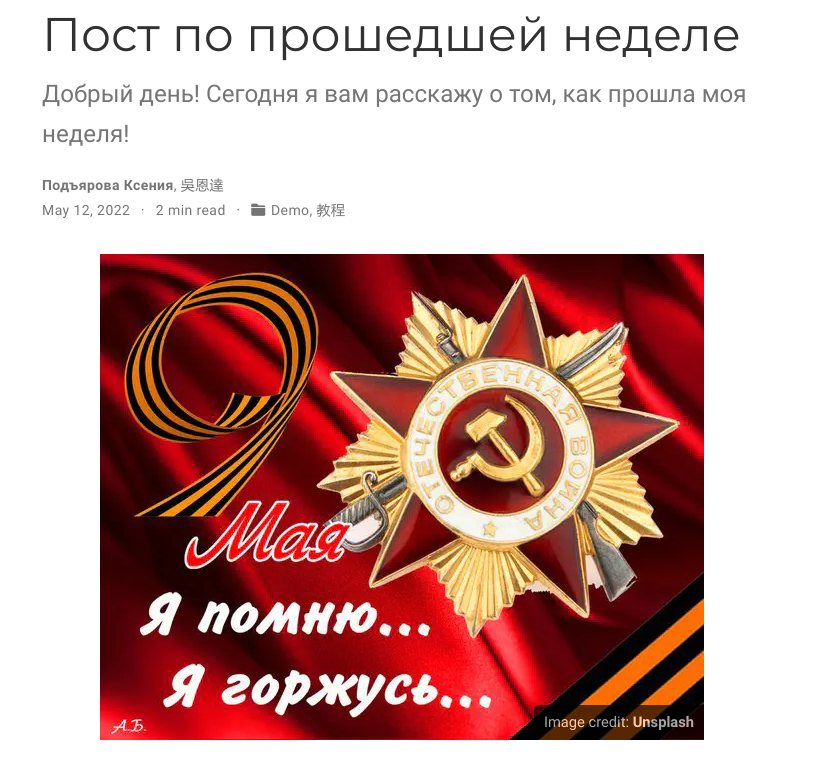 Пост по прошедшей неделе
Добрый день! Сегодня я вам расскажу о том, как прошла моя
неделя!
Подъярова Ксения, 吳恩達
May 12, 2022 · 2 min read · Demo, 教程
9
ОТЕЧЕСТВЕННАЯ ВОЙНА
Мая
Я помню...
Я горжусь...
А.Б.
Image credit: Unsplash